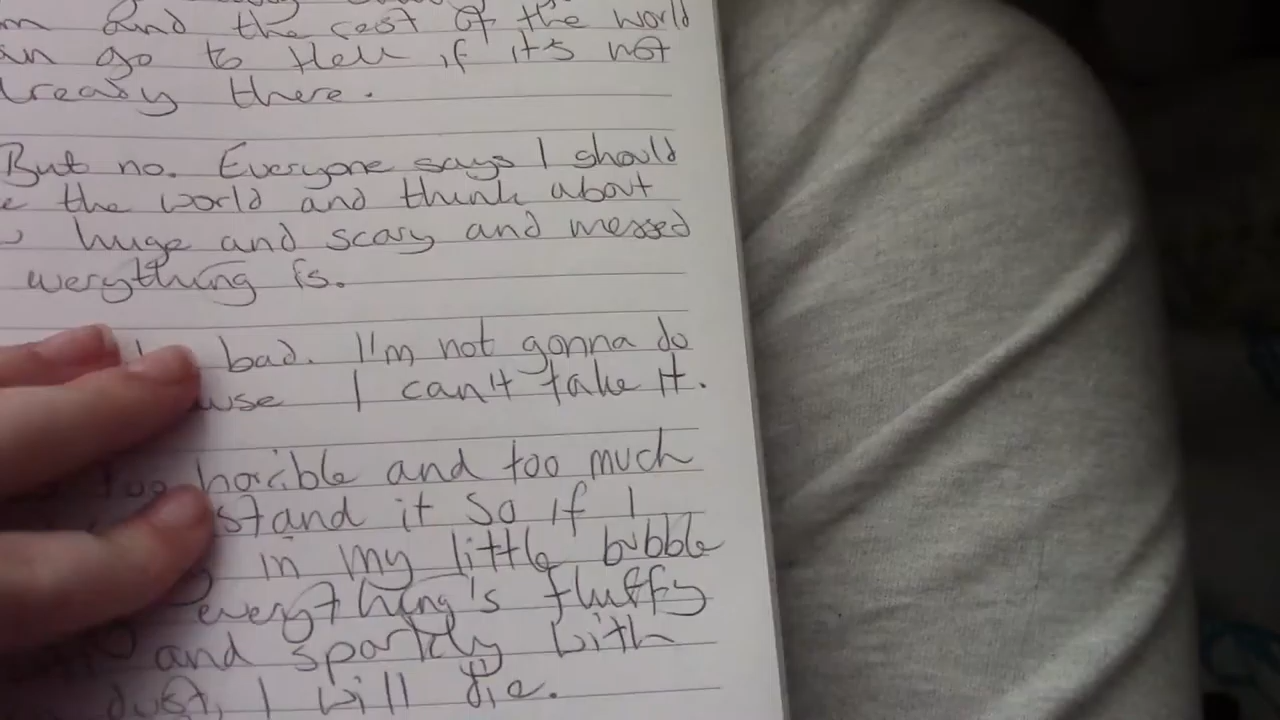 and the rest of the world
go to Hell if it's not
there.
But no. Everyone says I should
the world and think about
huge and scary and messed
everything is.
bad. I'm not gonna do
I can't take it.
too horrible and too much
stand it so if I
in my little bubble
everything's fluffy
and sparkly with
dust, I will die.